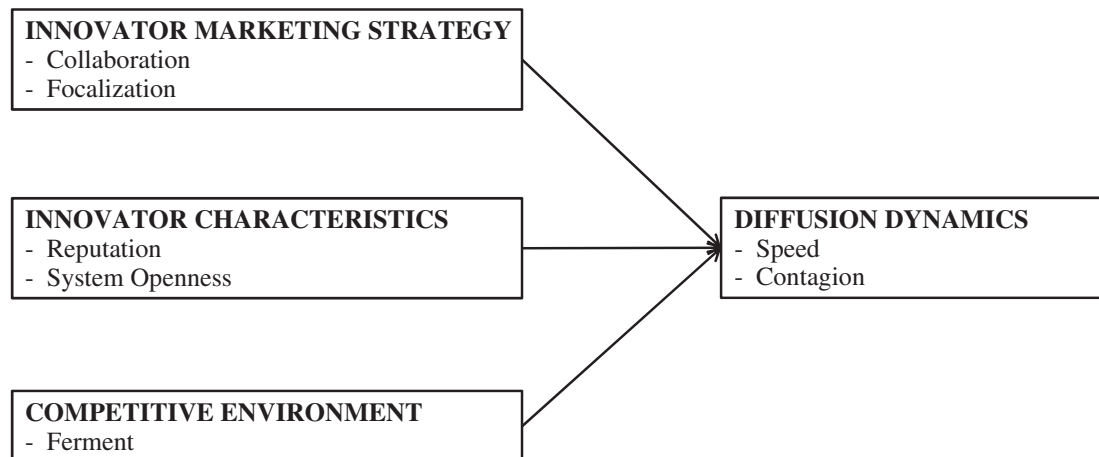 INNOVATOR MARKETING STRATEGY
- Collaboration
- Focalization
INNOVATOR CHARACTERISTICS
- Reputation
- System Openness
DIFFUSION DYNAMICS
- Speed
- Contagion
COMPETITIVE ENVIRONMENT
- Ferment